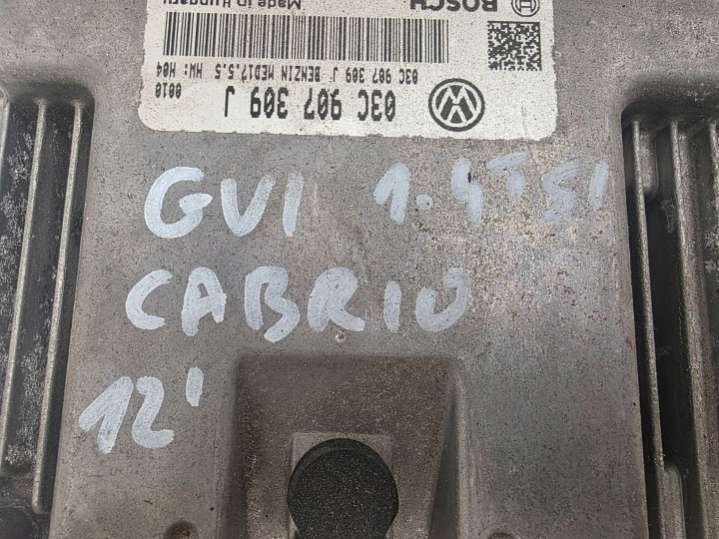 03C 907 309 J
0010
03C 907 309 J BENZIN MED17.5.5 HW: H04
Made in Hungary
BOSCH
GVI 1.4TSI
CABRIO
12'